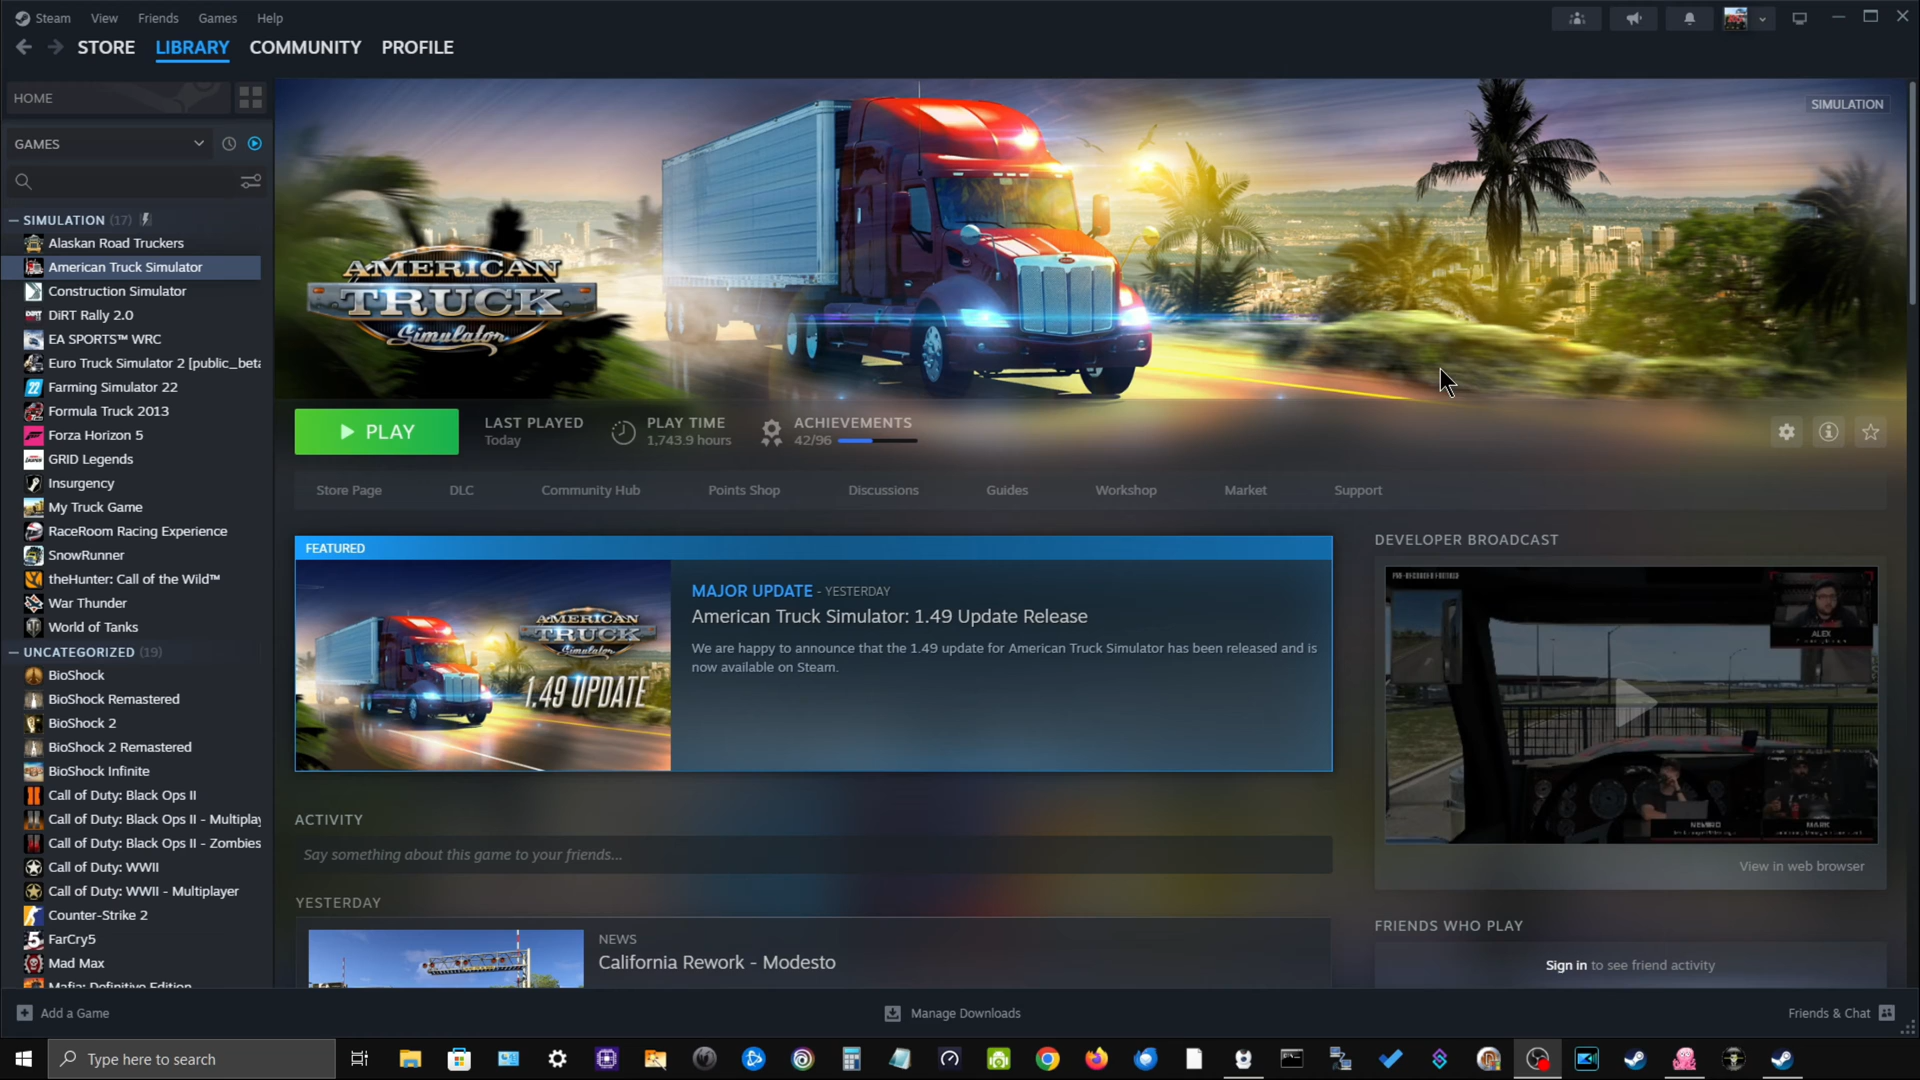 Steam View Friends Games Help
STORE LIBRARY COMMUNITY PROFILE
HOME
GAMES
SIMULATION (17)
Alaskan Road Truckers
American Truck Simulator
Construction Simulator
DiRT Rally 2.0
EA SPORTS™ WRC
Euro Truck Simulator 2 [public_beta
Farming Simulator 22
Formula Truck 2013
Forza Horizon 5
GRID Legends
Insurgency
My Truck Game
RaceRoom Racing Experience
SnowRunner
theHunter: Call of the Wild™
War Thunder
World of Tanks
UNCATEGORIZED (19)
BioShock
BioShock Remastered
BioShock 2
BioShock 2 Remastered
BioShock Infinite
Call of Duty: Black Ops II
Call of Duty: Black Ops II - Multiplay
Call of Duty: Black Ops II - Zombies
Call of Duty: WWII
Call of Duty: WWII - Multiplayer
Counter-Strike 2
FarCry5
Mad Max
Mafia: Definitive Edition
SIMULATION
AMERICAN
TRUCK
Simulator
PLAY
LAST PLAYED
Today
PLAY TIME
1,743.9 hours
ACHIEVEMENTS
42/96
Store Page DLC Community Hub Points Shop Discussions Guides Workshop Market Support
FEATURED
AMERICAN
TRUCK
Simulator
1.49 UPDATE
MAJOR UPDATE - YESTERDAY
American Truck Simulator: 1.49 Update Release
We are happy to announce that the 1.49 update for American Truck Simulator has been released and is
now available on Steam.
ACTIVITY
Say something about this game to your friends...
YESTERDAY
NEWS
California Rework - Modesto
DEVELOPER BROADCAST
PRE-RECORDED FOOTAGE
ALEX
NEMIRO
MARK
View in web browser
FRIENDS WHO PLAY
Sign in to see friend activity
Add a Game
Manage Downloads
Friends & Chat
Type here to search